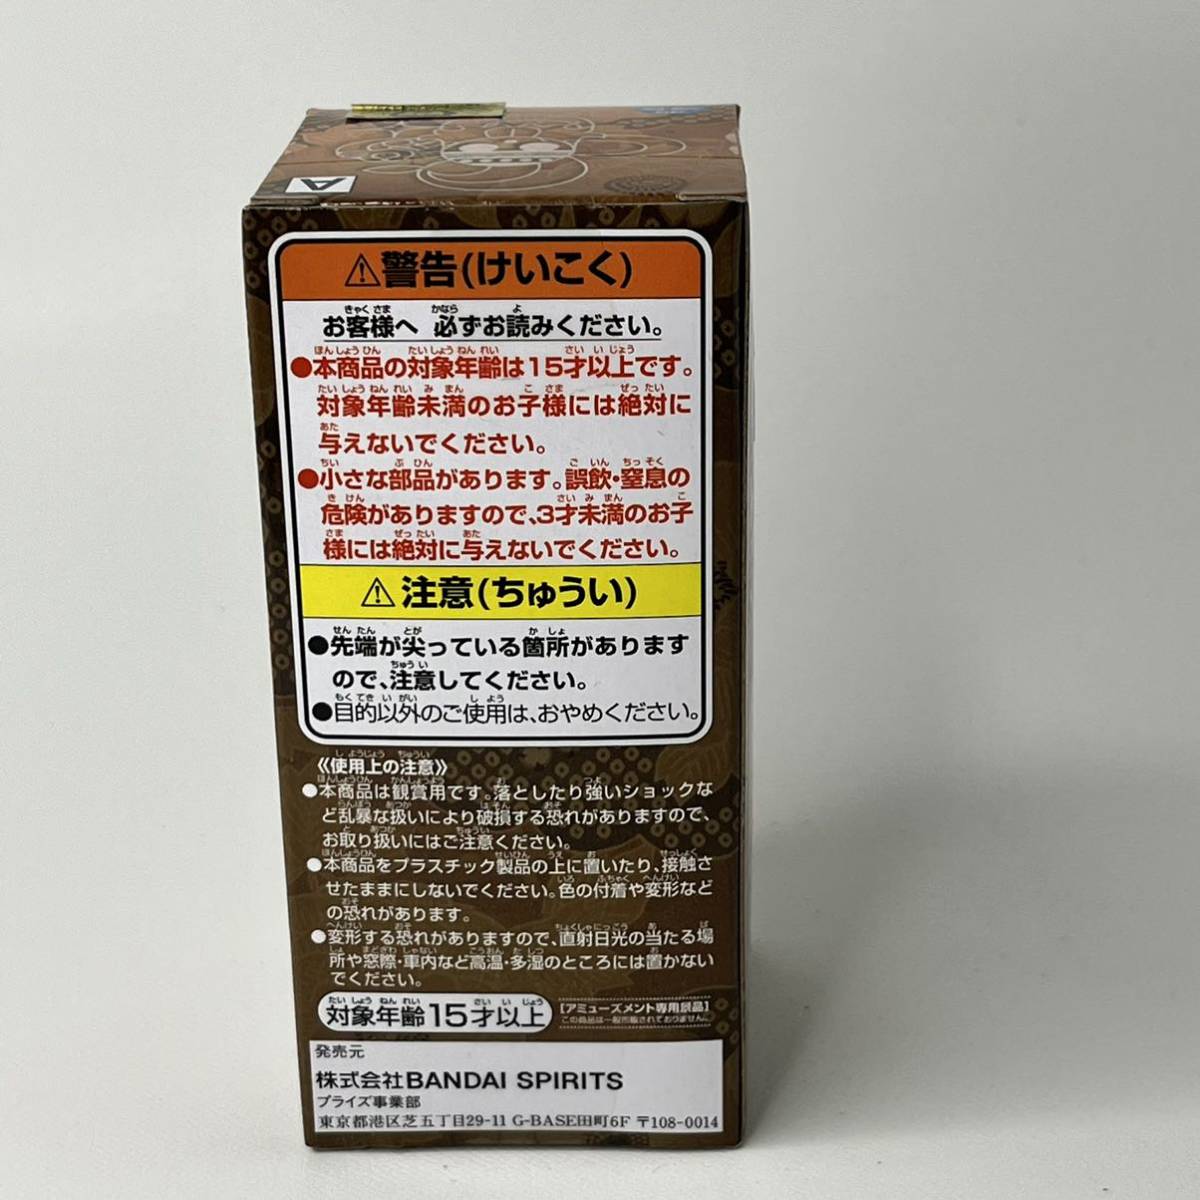 A
⚠警告(けいこく)
お客様へ 必ずお読みください。
●本商品の対象年齢は15才以上です。
対象年齢未満のお子様には絶対に
与えないでください。
●小さな部品があります。誤飲・窒息の
危険がありますので、3才未満のお子
様には絶対に与えないでください。
⚠注意(ちゅうい)
●先端が尖っている箇所があります
ので、注意してください。
●目的以外のご使用は、おやめください。
《使用上の注意》
●本商品は観賞用です。落としたり強いショックな
ど乱暴な扱いにより破損する恐れがありますので、
お取り扱いにはご注意ください。
●本商品をプラスチック製品の上に置いたり、接触さ
せたままにしないでください。色の付着や変形など
の恐れがあります。
●変形する恐れがありますので、直射日光の当たる場
所や窓際・車内など高温・多湿のところには置かない
でください。
対象年齢15才以上
[アミューズメント専用景品]
この商品は一般市販されておりません。
発売元
株式会社BANDAI SPIRITS
プライズ事業部
東京都港区芝五丁目29-11 G-BASE田町6F 〒108-0014